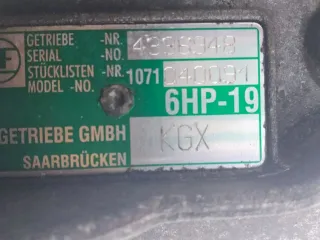 GETRIEBE -NR.
SERIAL -NO.
STÜCKLISTEN -NR.
MODEL -NO. 1071
6HP-19
GETRIEBE GMBH KGX
SAARBRÜCKEN